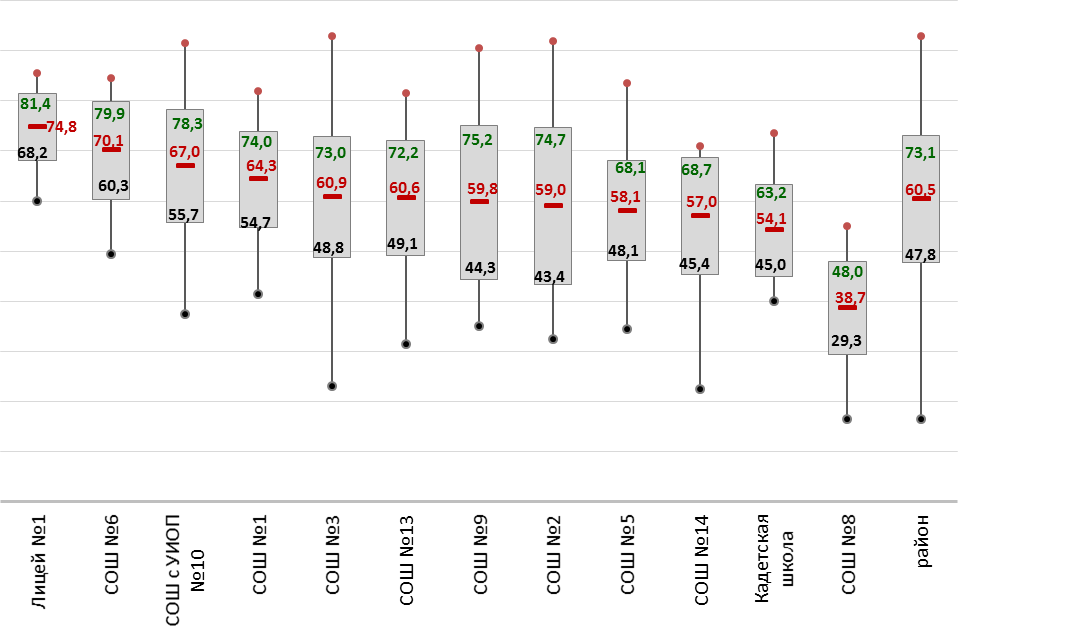 81,4
74,8
68,2
79,9
70,1
60,3
78,3
67,0
55,7
74,0
64,3
54,7
73,0
60,9
48,8
72,2
60,6
49,1
75,2
59,8
44,3
74,7
59,0
43,4
68,1
58,1
48,1
68,7
57,0
45,4
63,2
54,1
45,0
48,0
38,7
29,3
73,1
60,5
47,8
Лицей №1
СОШ №6
СОШ с УИОП
№10
СОШ №1
СОШ №3
СОШ №13
СОШ №9
СОШ №2
СОШ №5
СОШ №14
Кадетская
школа
СОШ №8
район